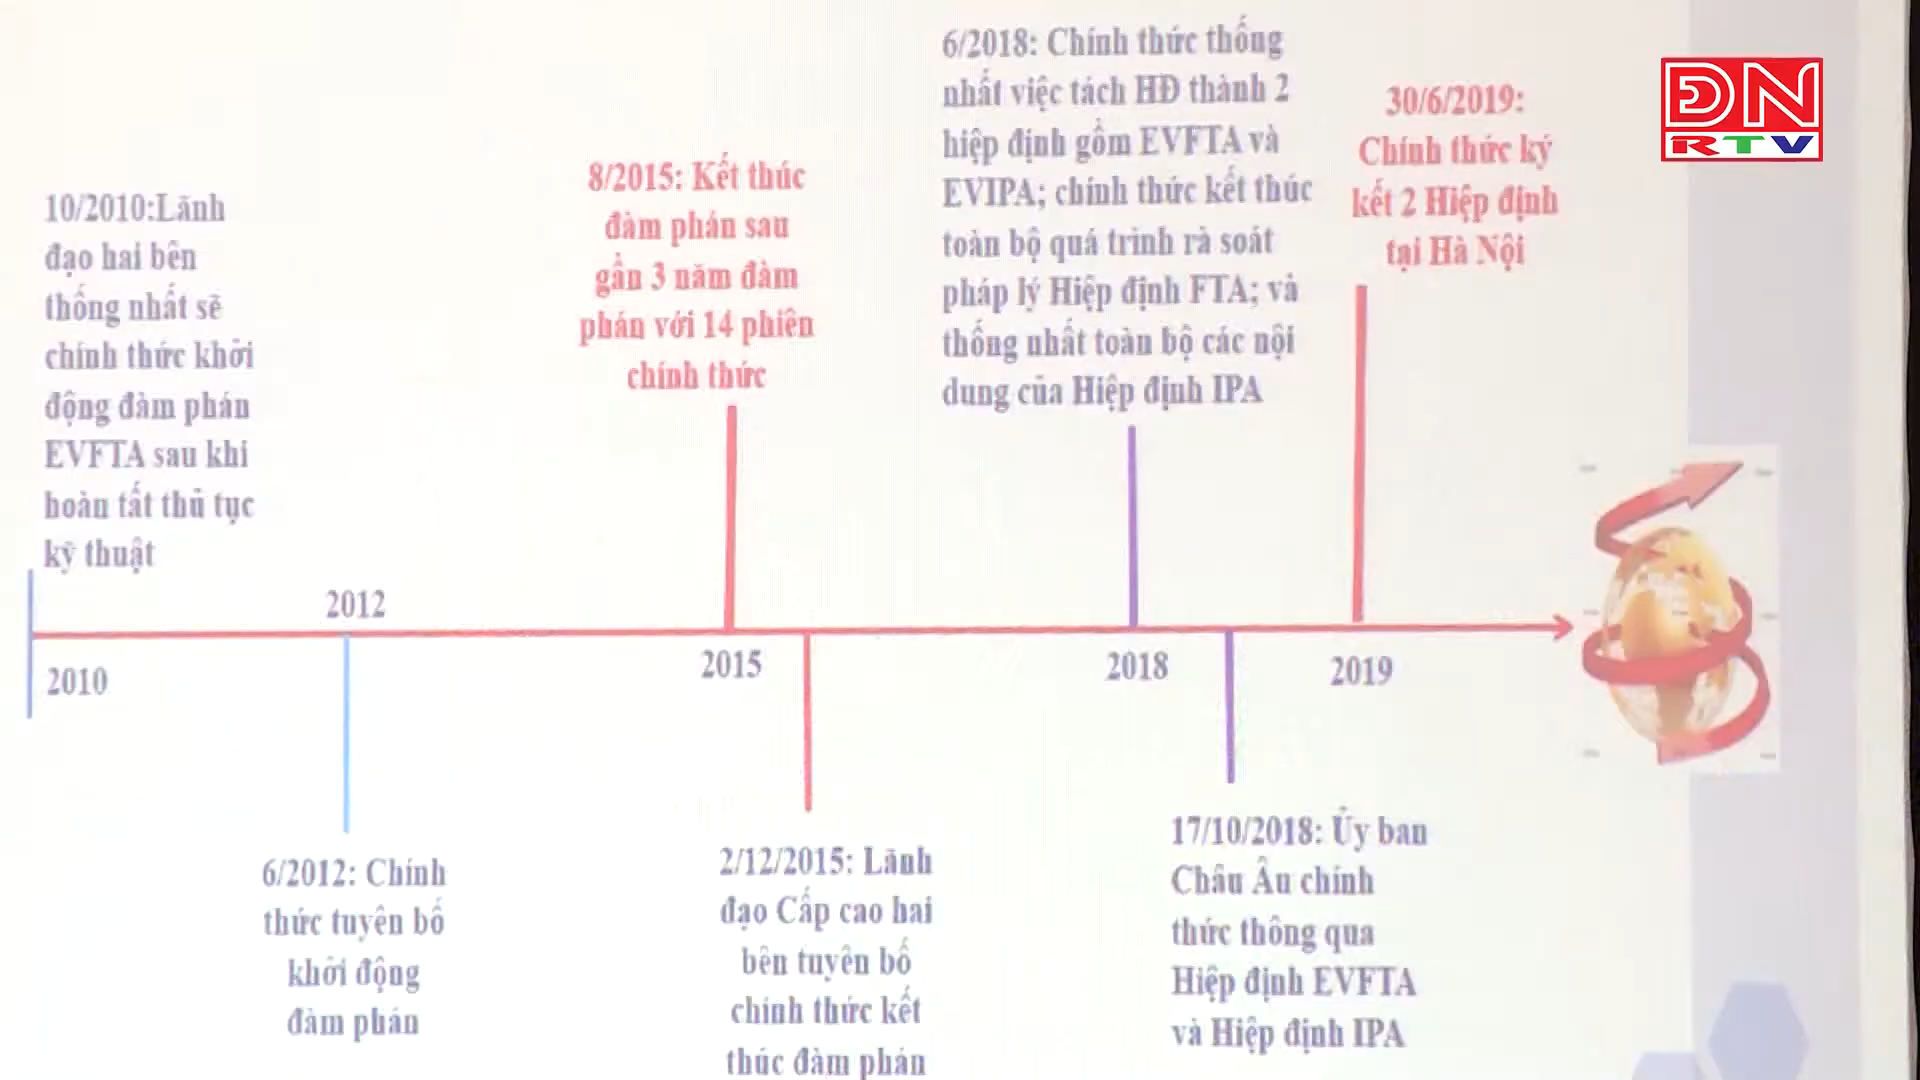 10/2010:Lãnh
đạo hai bên
thống nhất sẽ
chính thức khởi
động đàm phán
EVFTA sau khi
hoàn tất thủ tục
kỹ thuật
2010
2012
6/2012: Chính
thức tuyên bố
khởi động
đàm phán
8/2015: Kết thúc
đàm phán sau
gần 3 năm đàm
phán với 14 phiên
chính thức
2015
2/12/2015: Lãnh
đạo Cấp cao hai
bên tuyên bố
chính thức kết
thúc đàm phán
6/2018: Chính thức thống
nhất việc tách HĐ thành 2
hiệp định gồm EVFTA và
EVIPA; chính thức kết thúc
toàn bộ quá trình rà soát
pháp lý Hiệp định FTA; và
thống nhất toàn bộ các nội
dung của Hiệp định IPA
2018
17/10/2018: Ủy ban
Châu Âu chính
thức thông qua
Hiệp định EVFTA
và Hiệp định IPA
30/6/2019:
Chính thức ký
kết 2 Hiệp định
tại Hà Nội
2019
ĐN
RTV